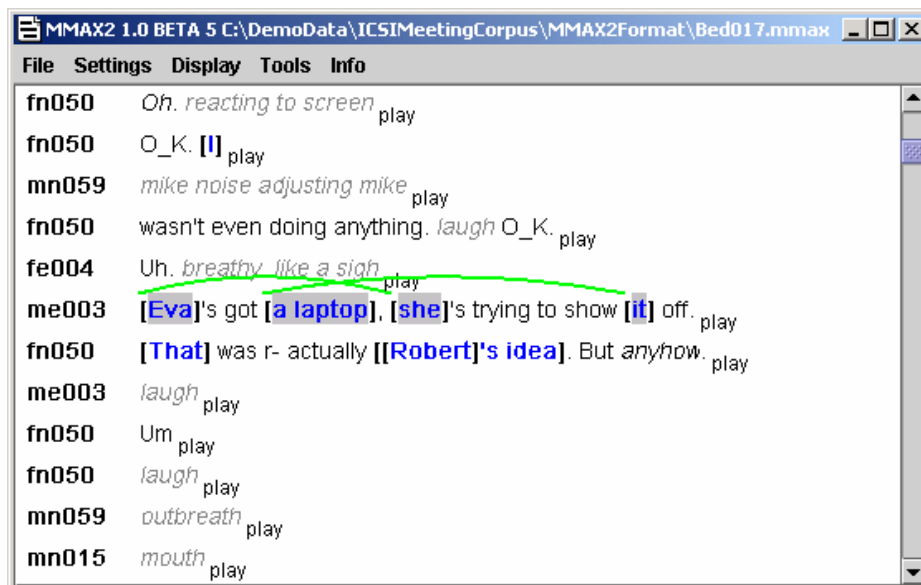 MMAX2 1.0 BETA 5 C:\DemoData\ICSIMeetingCorpus\MMAX2Format\Bed017.mmax
File Settings Display Tools Info
fn050 Oh. reacting to screen play
fn050 O_K. [I] play
mn059 mike noise adjusting mike play
fn050 wasn't even doing anything. laugh O_K. play
fe004 Uh. breathy like a sigh play
me003 [Eva]'s got [a laptop], [she]'s trying to show [it] off. play
fn050 [That] was r- actually [[Robert]'s idea]. But anyhow. play
me003 laugh play
fn050 Um play
fn050 laugh play
mn059 outbreath play
mn015 mouth play